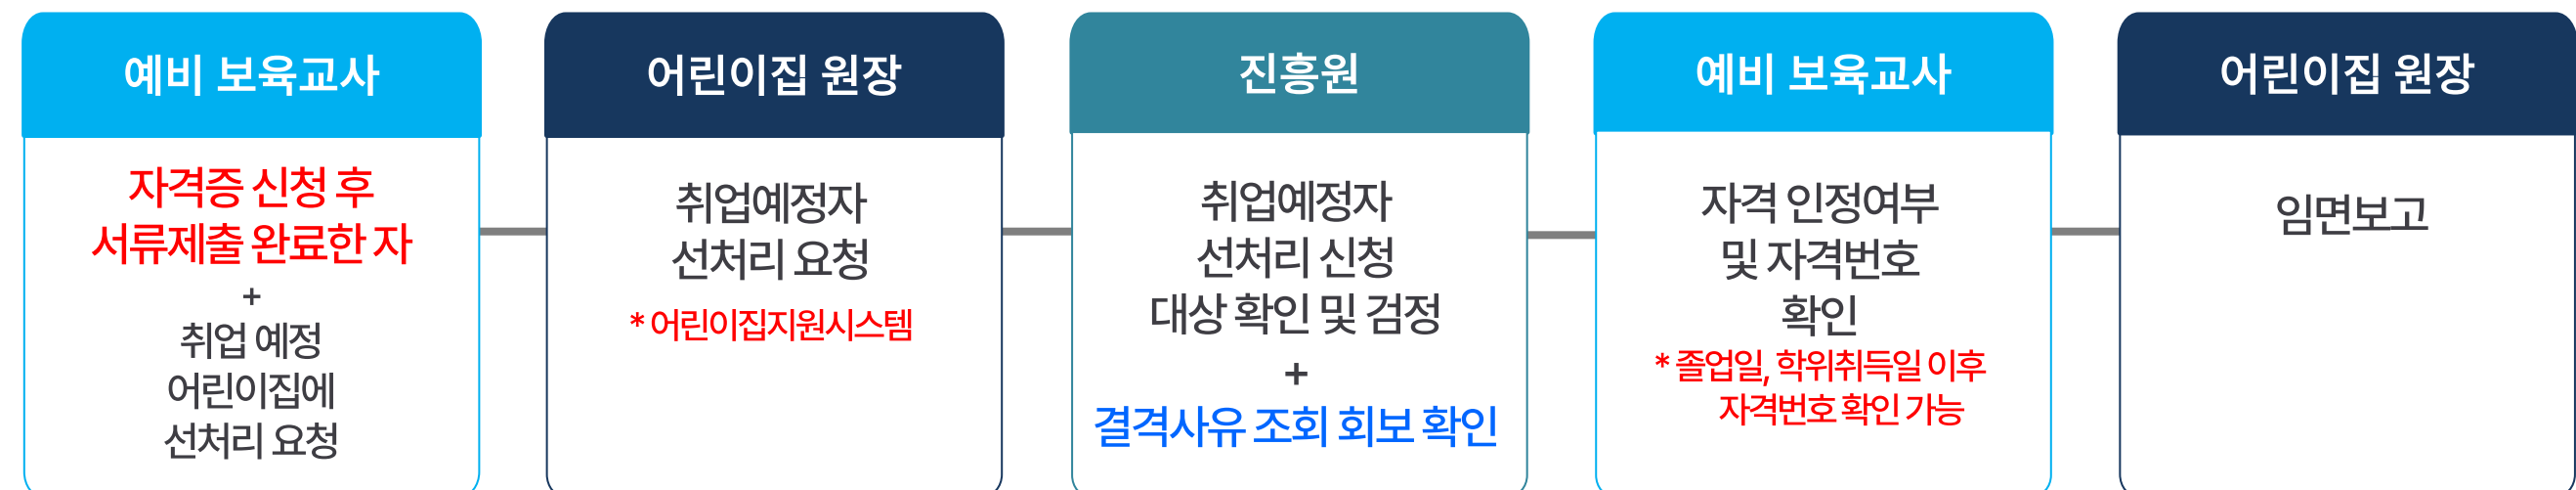 예비 보육교사
자격증 신청 후
서류제출 완료한 자
+
취업 예정
어린이집에
선처리 요청
어린이집 원장
취업예정자
선처리 요청
* 어린이집지원시스템
진흥원
취업예정자
선처리 신청
대상 확인 및 검정
+
결격사유 조회 회보 확인
예비 보육교사
자격 인정여부
및 자격번호
확인
* 졸업일, 학위취득일 이후
자격번호 확인 가능
어린이집 원장
임면보고